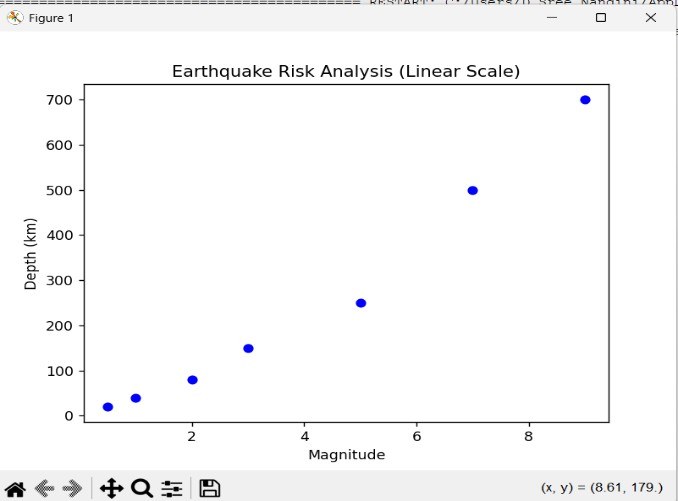 Figure 1
Earthquake Risk Analysis (Linear Scale)
700
600
500
400
300
200
100
0
Depth (km)
2 4 6 8
Magnitude
(x, y) = (8.61, 179.)